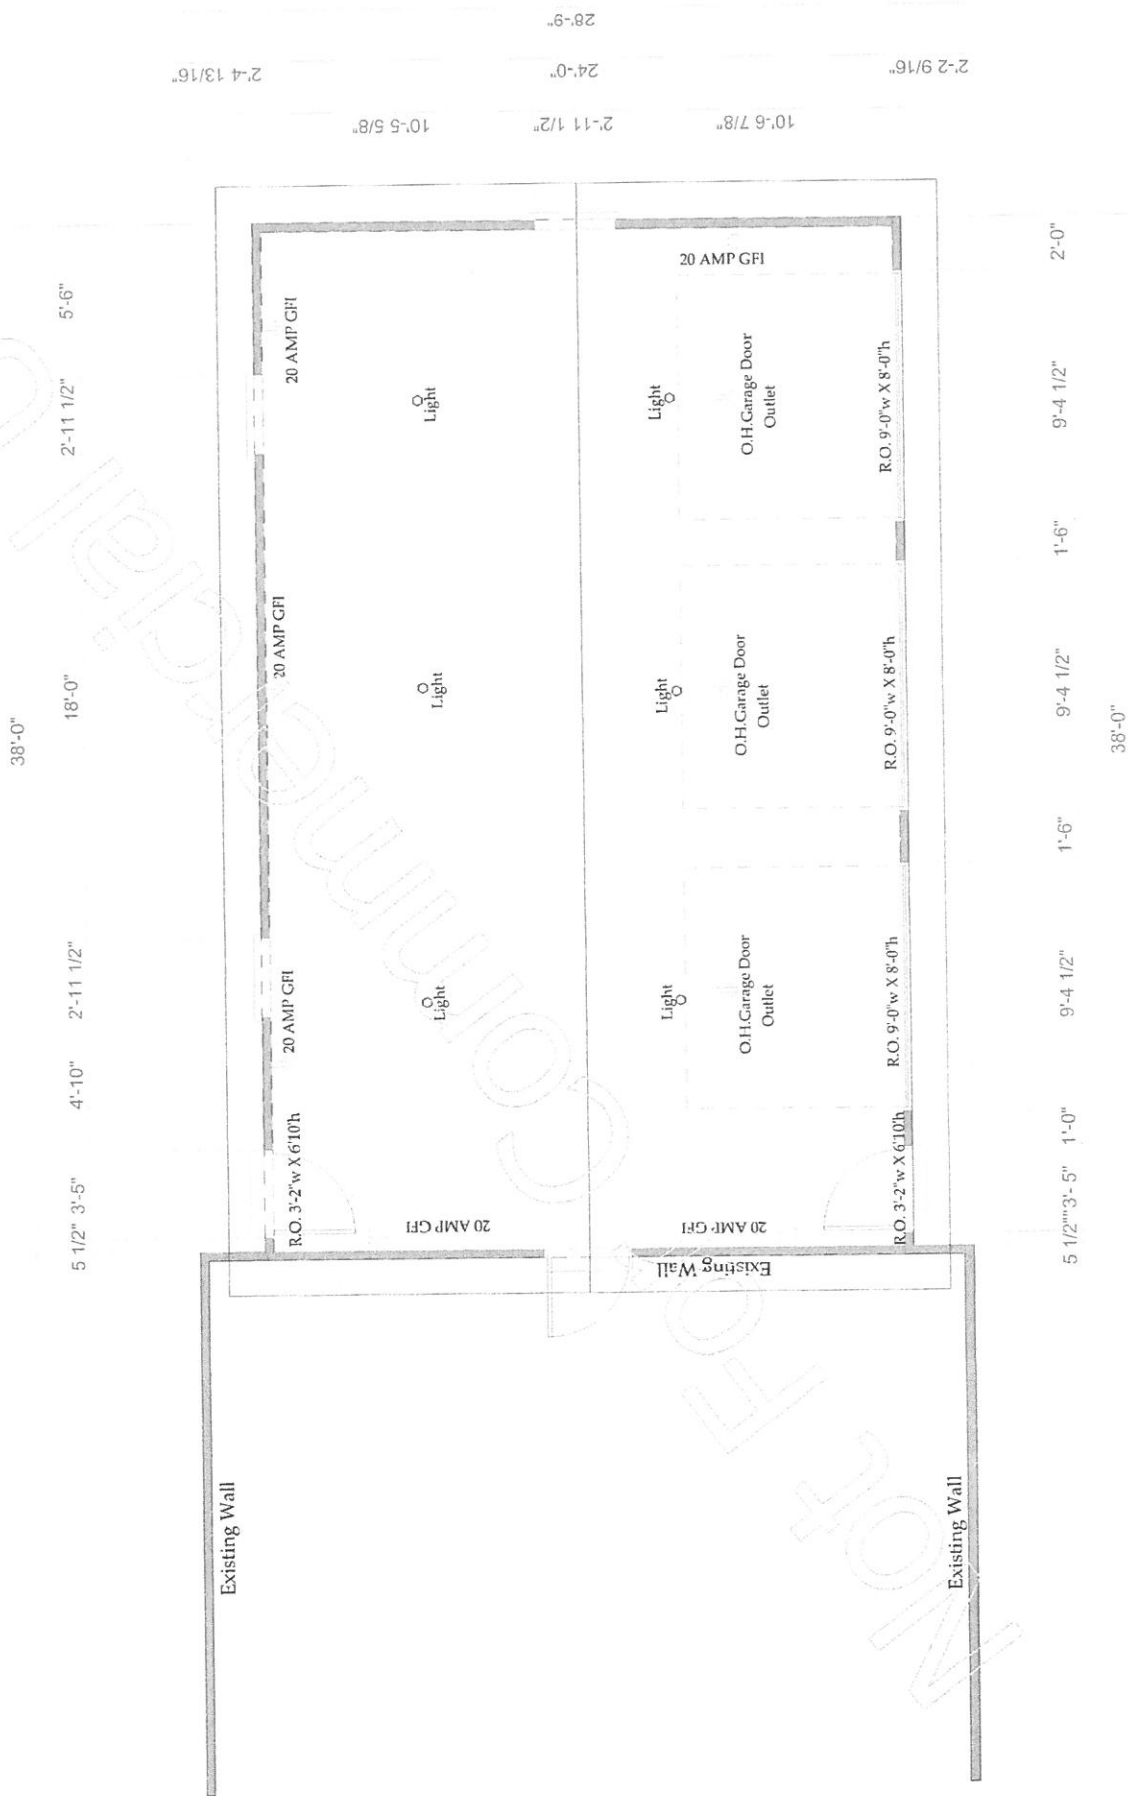 28'-9"
2'-4 13/16"
24'-0"
2'-2 9/16"
10'-5 5/8"
2'-11 1/2"
10'-6 7/8"
38'-0"
5'-6"
2'-11 1/2"
18'-0"
2'-11 1/2"
4'-10"
3'-5"
5 1/2"
20 AMP GFI
20 AMP GFI
20 AMP GFI
R.O. 3'-2"w X 6'10'h
Light
Light
Light
20 AMP GFI
20 AMP GFI
20 AMP GFI
Light
Light
Light
O.H.Garage Door
Outlet
O.H.Garage Door
Outlet
O.H.Garage Door
Outlet
R.O. 9'-0"w X 8'-0"h
R.O. 9'-0"w X 8'-0"h
R.O. 9'-0"w X 8'-0"h
R.O. 3'-2"w X 6'10'h
2'-0"
9'-4 1/2"
1'-6"
9'-4 1/2"
1'-6"
9'-4 1/2"
1'-0"
3'- 5"
5 1/2"
38'-0"
Existing Wall
Existing Wall
Existing Wall
Not For Commercial